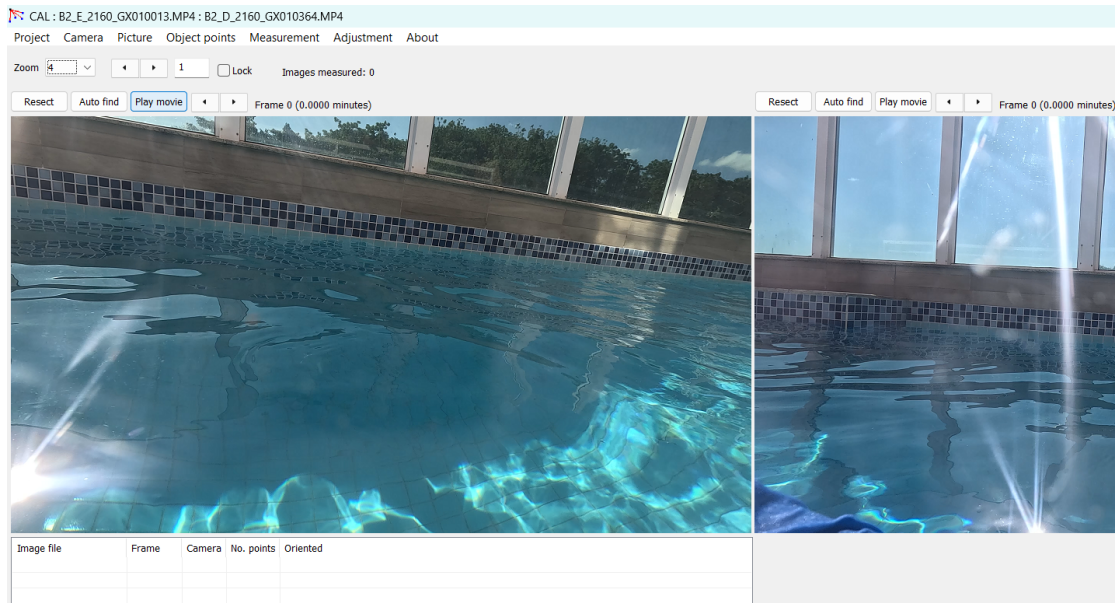 CAL : B2_E_2160_GX010013.MP4 : B2_D_2160_GX010364.MP4
Project Camera Picture Object points Measurement Adjustment About
Zoom 4 1 Lock Images measured: 0
Resect Auto find Play movie Frame 0 (0.0000 minutes) Resect Auto find Play movie Frame 0 (0.0000 minutes)
Image file Frame Camera No. points Oriented